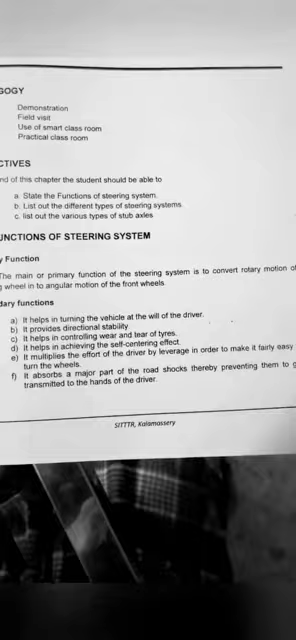 GOGY
Demonstration
Field visit
Use of smart class room
Practical class room
CTIVES
nd of this chapter the student should be able to
a. State the Functions of steering system.
b. List out the different types of steering systems
c. list out the various types of stub axles
UNCTIONS OF STEERING SYSTEM
y Function
The main or primary function of the steering system is to convert rotary motion of
g wheel in to angular motion of the front wheels.
dary functions
a) It helps in turning the vehicle at the will of the driver.
b) It provides directional stability
c) It helps in controlling wear and tear of tyres.
d) It helps in achieving the self-centering effect.
e) It multiplies the effort of the driver by leverage in order to make it fairly easy
turn the wheels.
f) It absorbs a major part of the road shocks thereby preventing them to g
transmitted to the hands of the driver.
SITTTR, Kalamassery